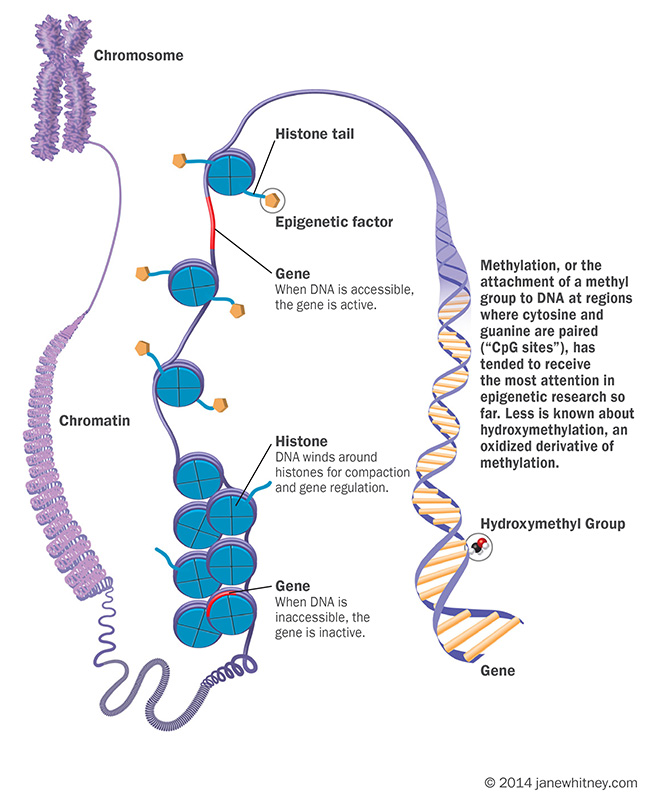 Chromosome
Histone tail
Epigenetic factor
Gene
When DNA is accessible,
the gene is active.
Methylation, or the
attachment of a methyl
group to DNA at regions
where cytosine and
guanine are paired
(“CpG sites”), has
tended to receive
the most attention in
epigenetic research so
far. Less is known about
hydroxymethylation, an
oxidized derivative of
methylation.
Chromatin
Histone
DNA winds around
histones for compaction
and gene regulation.
Hydroxymethyl Group
Gene
When DNA is
inaccessible, the
gene is inactive.
Gene
© 2014 janewhitney.com